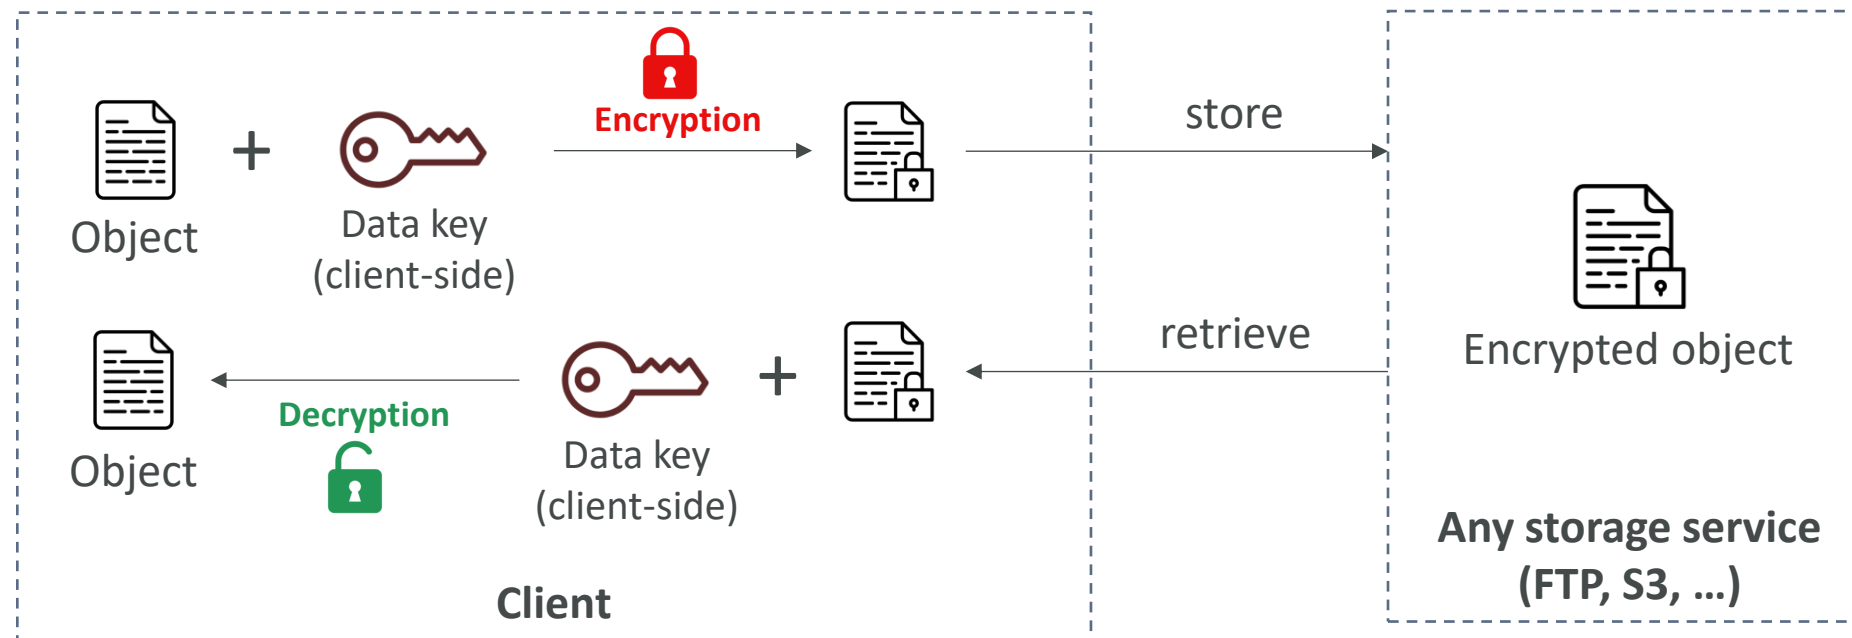 Encryption
store
Object
Data key
(client-side)
retrieve
Encrypted object
Decryption
Object
Data key
(client-side)
Client
Any storage service
(FTP, S3, …)